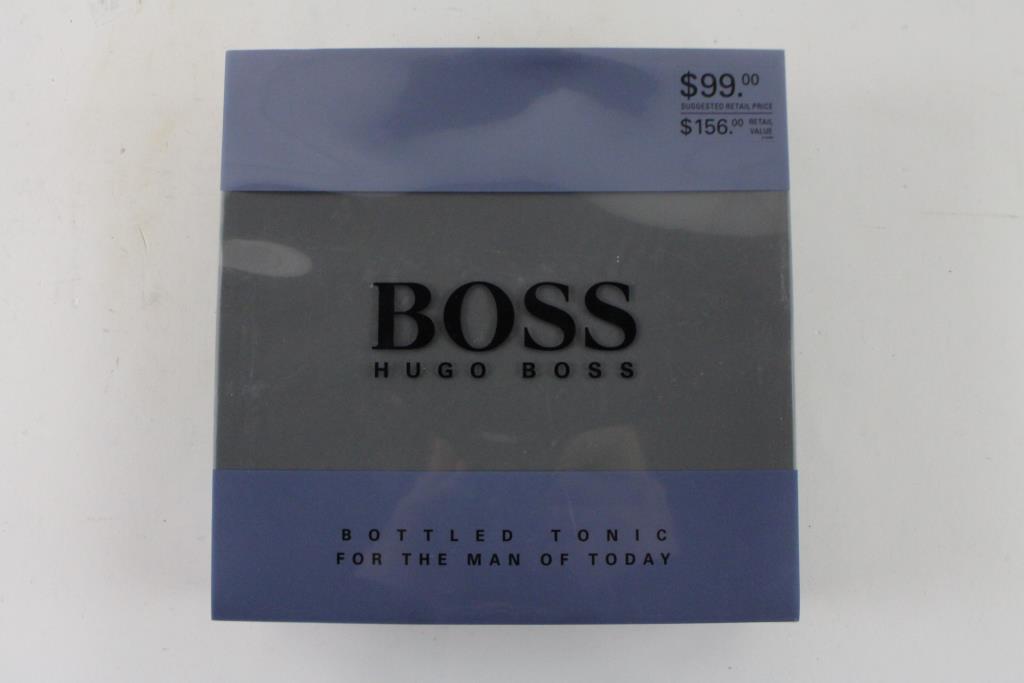 $99.00
SUGGESTED RETAIL PRICE
$156.00 RETAIL VALUE
BOSS
HUGO BOSS
BOTTLED TONIC
FOR THE MAN OF TODAY